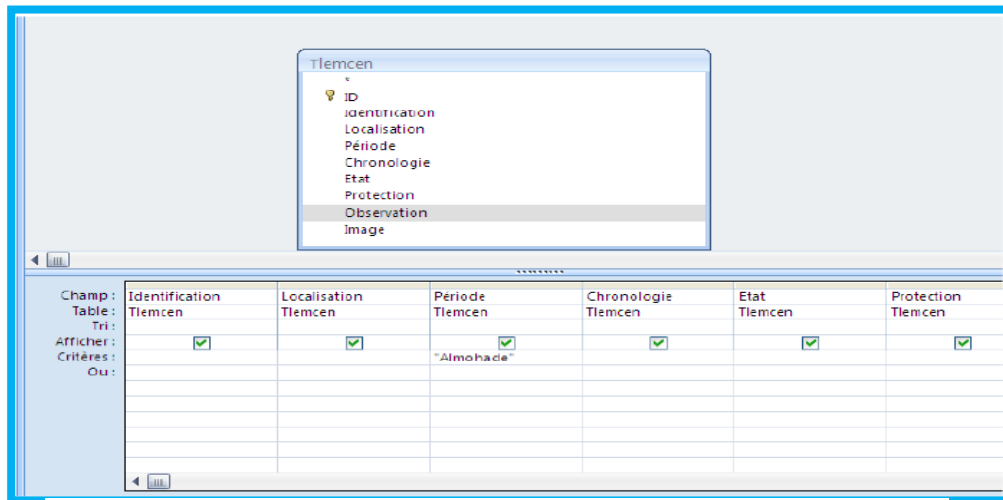 Tlemcen
*
ID
Identification
Localisation
Période
Chronologie
Etat
Protection
Observation
Image
Champ : Identification Localisation Période Chronologie Etat Protection
Table : Tlemcen Tlemcen Tlemcen Tlemcen Tlemcen Tlemcen
Tri :
Afficher :
Critères : "Almohade"
Ou :